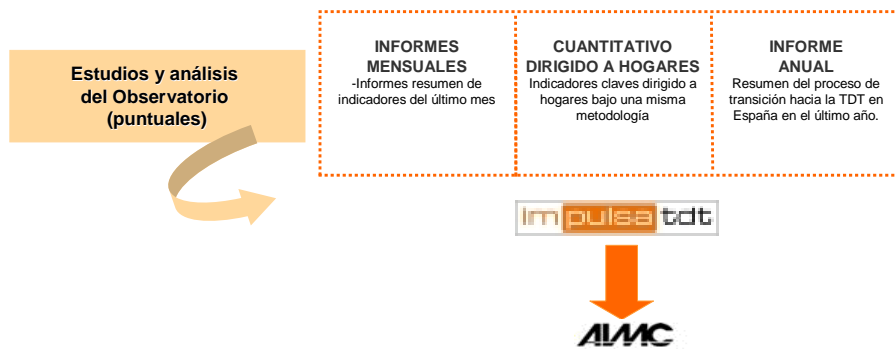 Estudios y análisis
del Observatorio
(puntuales)
INFORMES
MENSUALES
-Informes resumen de
indicadores del último mes
CUANTITATIVO
DIRIGIDO A HOGARES
Indicadores claves dirigido a
hogares bajo una misma
metodología
INFORME
ANUAL
Resumen del proceso de
transición hacia la TDT en
España en el último año.
impulsa tdt
AIMC